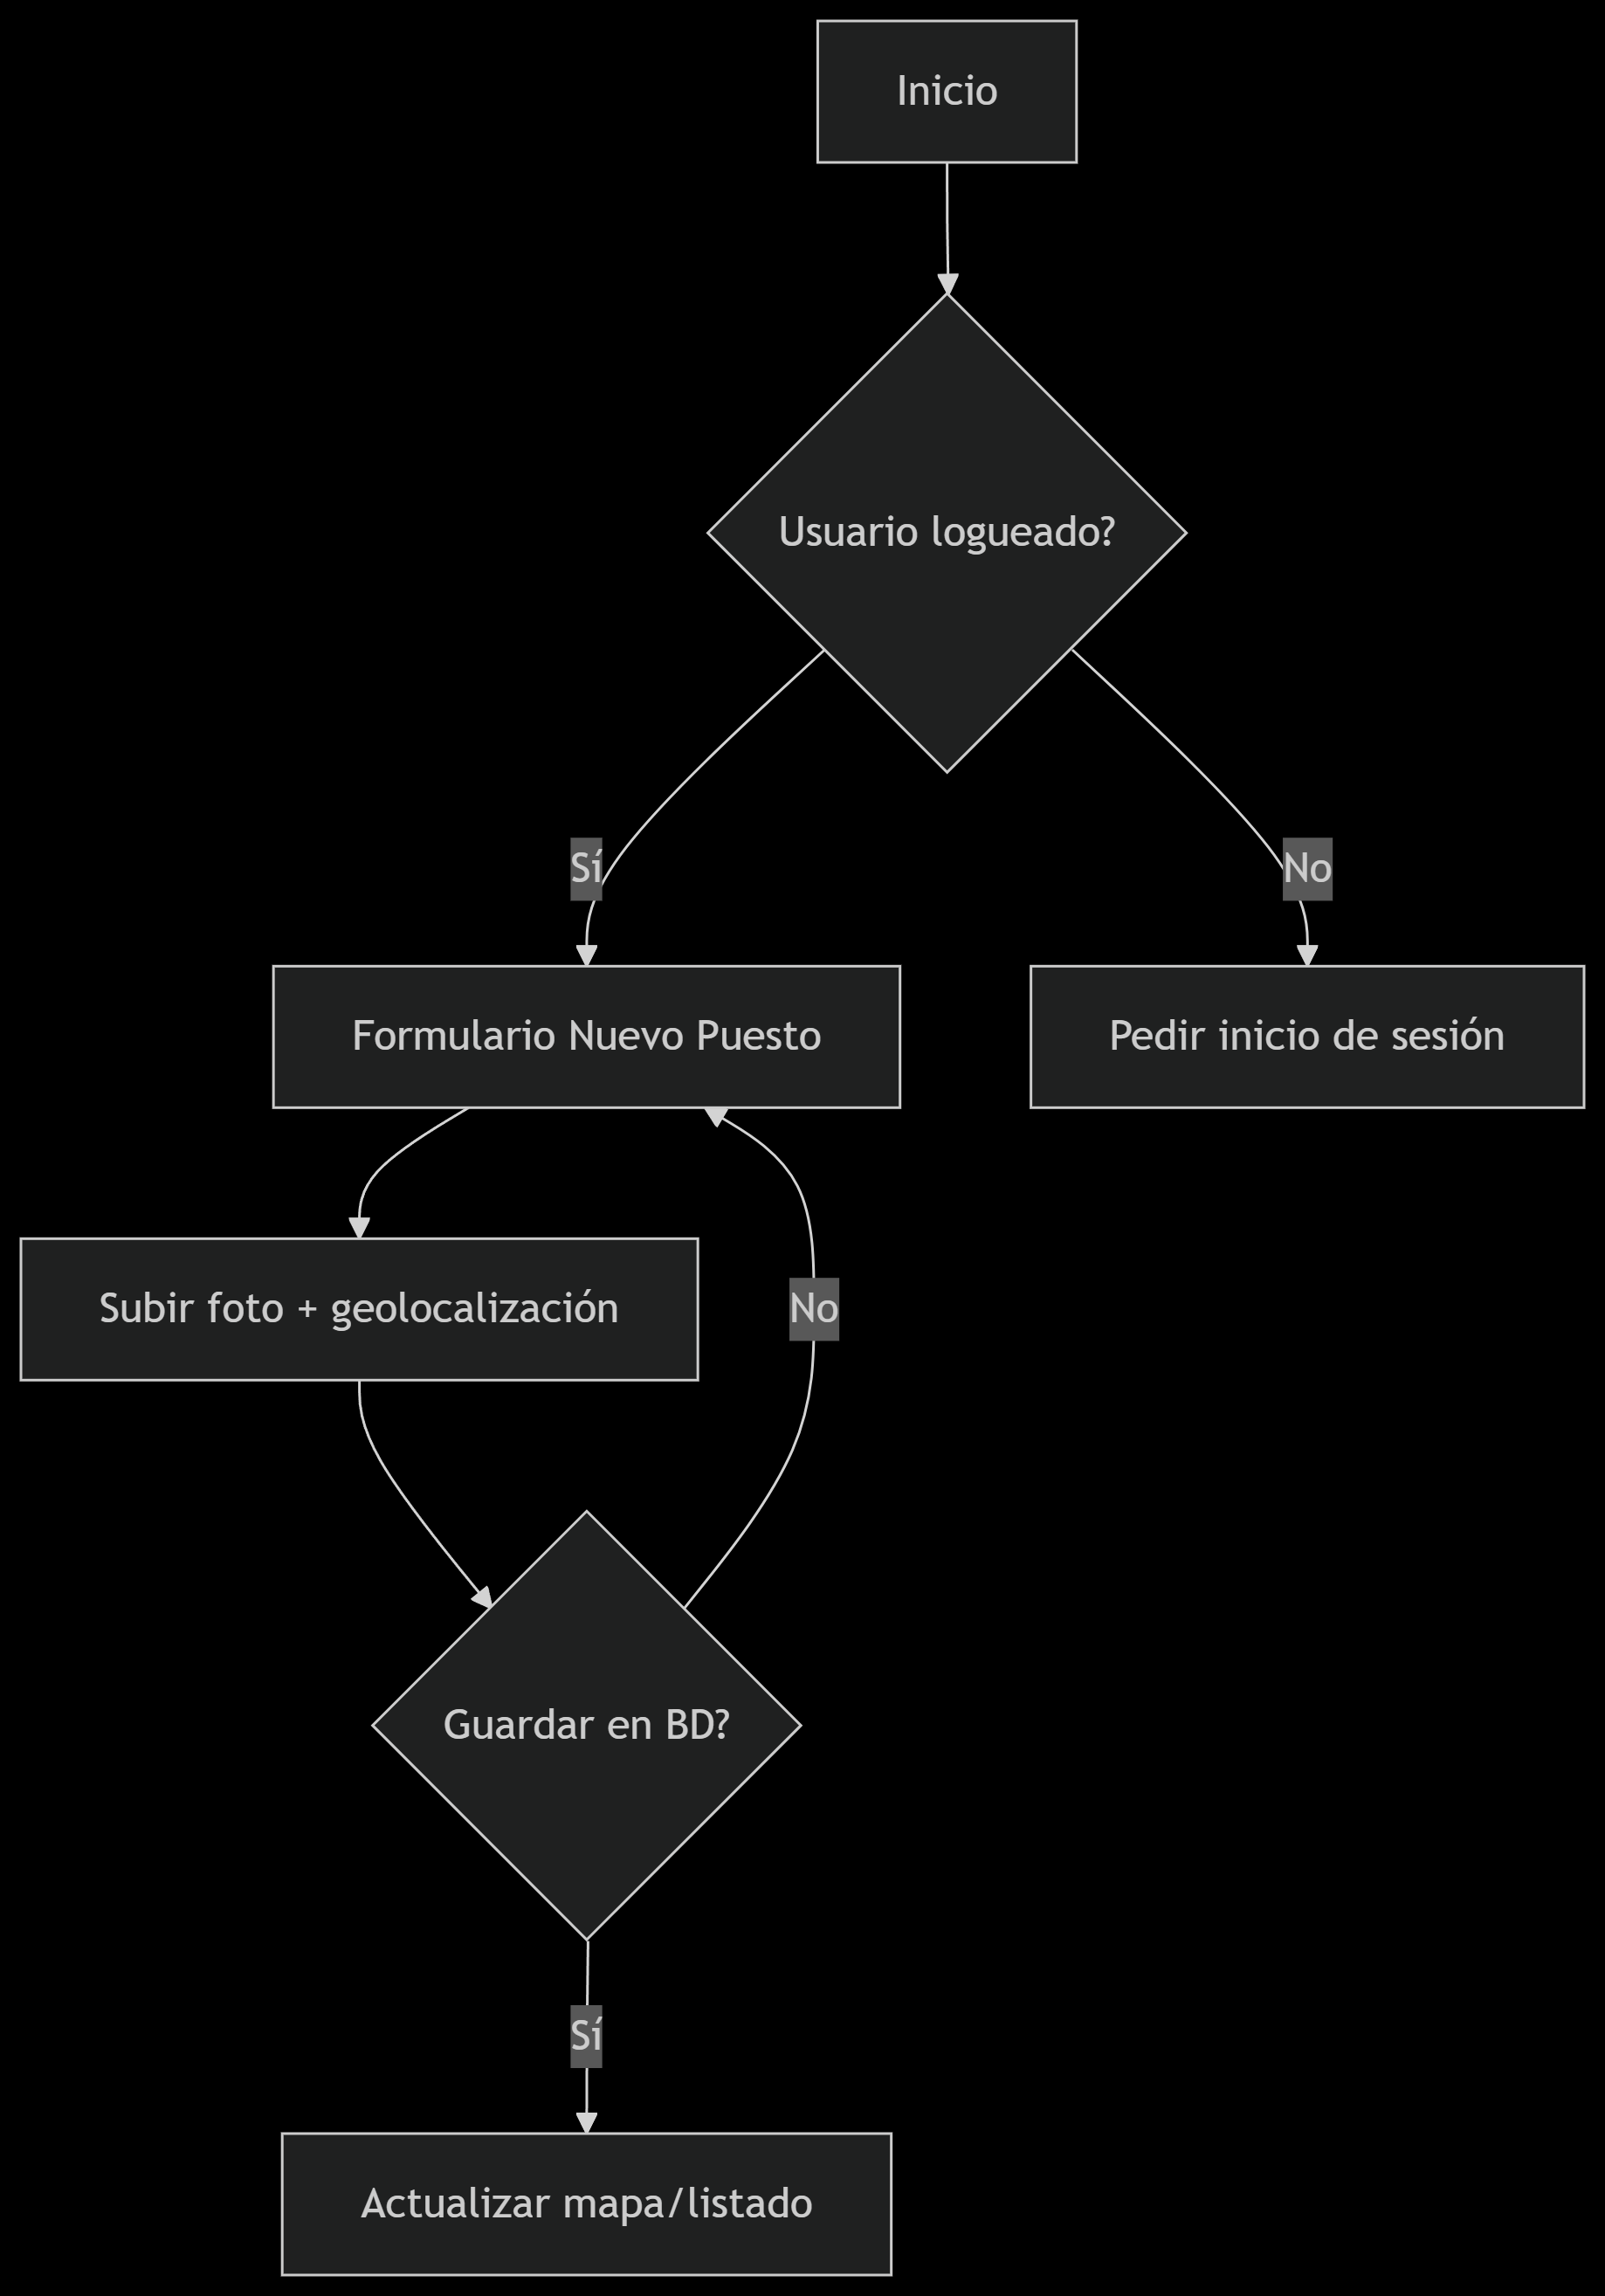 Inicio
Usuario logueado?
Sí
No
Formulario Nuevo Puesto
Pedir inicio de sesión
Subir foto + geolocalización
No
Guardar en BD?
Sí
Actualizar mapa/listado